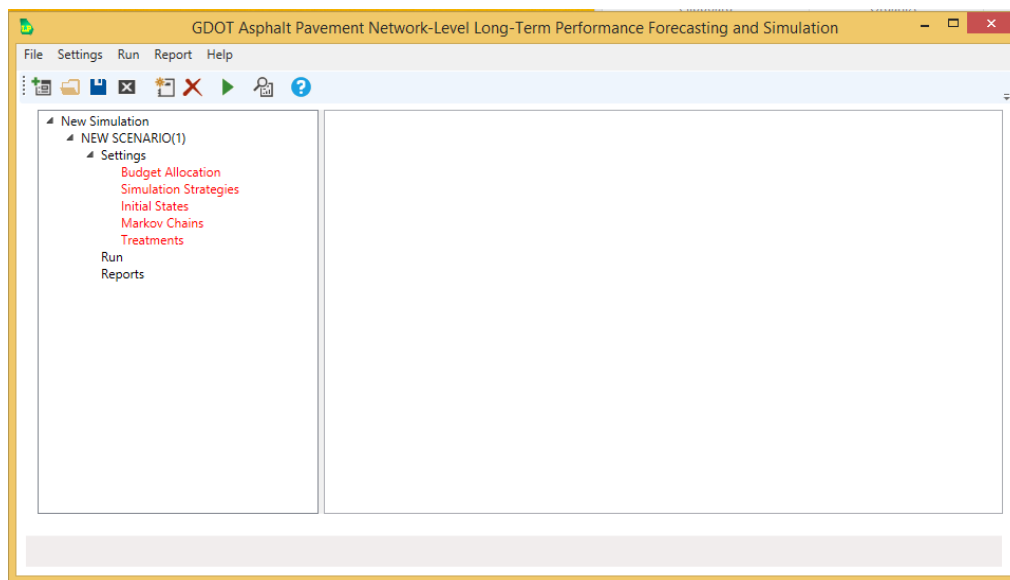 GDOT Asphalt Pavement Network-Level Long-Term Performance Forecasting and Simulation
File Settings Run Report Help
New Simulation
NEW SCENARIO(1)
Settings
Budget Allocation
Simulation Strategies
Initial States
Markov Chains
Treatments
Run
Reports